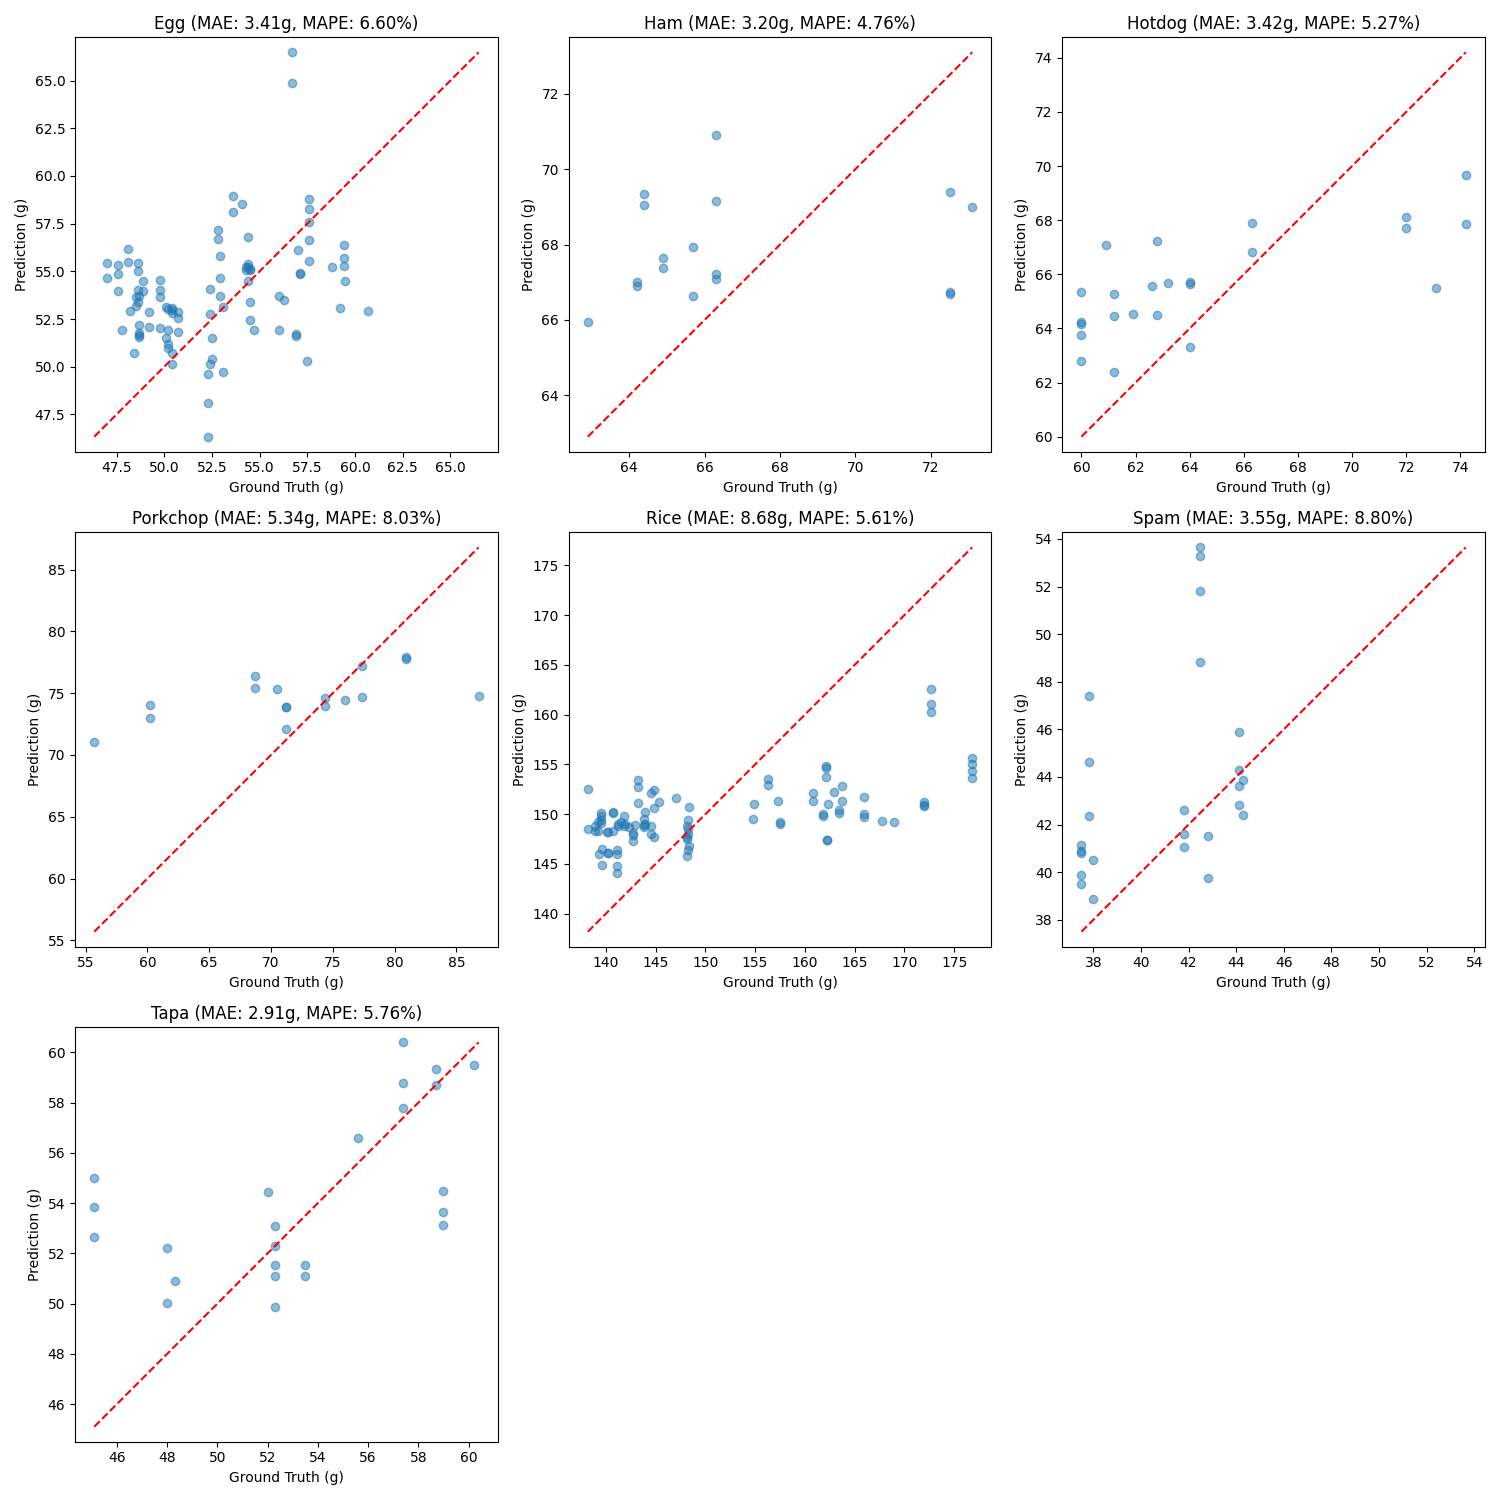 Egg (MAE: 3.41g, MAPE: 6.60%)
Ham (MAE: 3.20g, MAPE: 4.76%)
Hotdog (MAE: 3.42g, MAPE: 5.27%)
Prediction (g)
65.0
62.5
60.0
57.5
55.0
52.5
50.0
47.5
47.5 50.0 52.5 55.0 57.5 60.0 62.5 65.0
Ground Truth (g)
Prediction (g)
72
70
68
66
64
64 66 68 70 72
Ground Truth (g)
Prediction (g)
74
72
70
68
66
64
62
60
60 62 64 66 68 70 72 74
Ground Truth (g)
Porkchop (MAE: 5.34g, MAPE: 8.03%)
Rice (MAE: 8.68g, MAPE: 5.61%)
Spam (MAE: 3.55g, MAPE: 8.80%)
Prediction (g)
85
80
75
70
65
60
55
55 60 65 70 75 80 85
Ground Truth (g)
Prediction (g)
175
170
165
160
155
150
145
140
140 145 150 155 160 165 170 175
Ground Truth (g)
Prediction (g)
54
52
50
48
46
44
42
40
38
38 40 42 44 46 48 50 52 54
Ground Truth (g)
Tapa (MAE: 2.91g, MAPE: 5.76%)
Prediction (g)
60
58
56
54
52
50
48
46
46 48 50 52 54 56 58 60
Ground Truth (g)